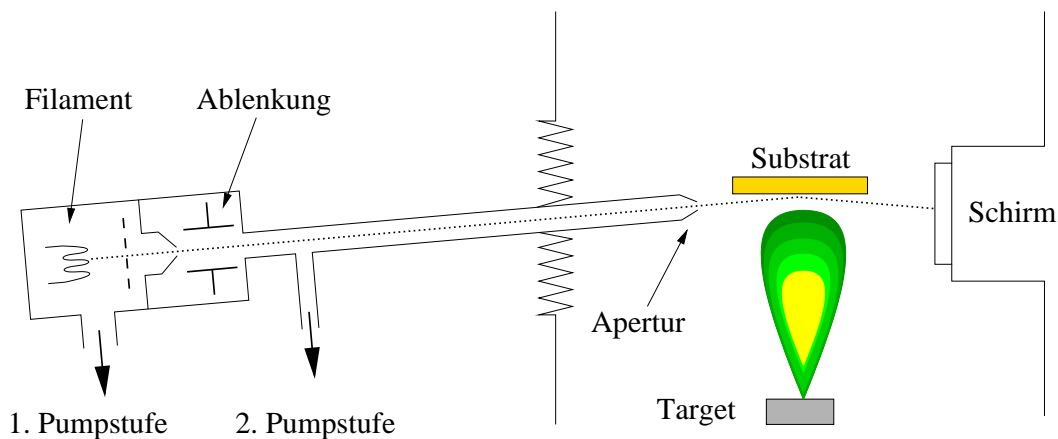 Filament
Ablenkung
Substrat
Schirm
Apertur
Target
1. Pumpstufe
2. Pumpstufe